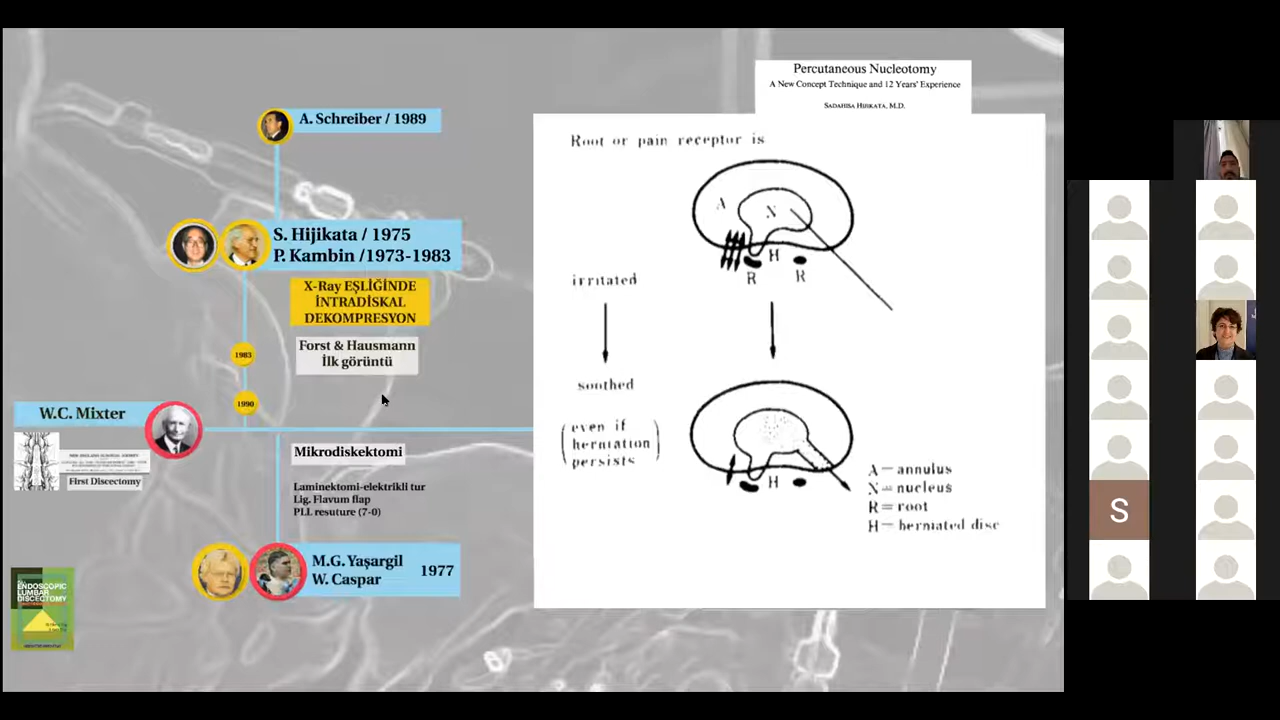 A. Schreiber / 1989
S. Hijikata / 1975
P. Kambin /1973-1983
X-Ray EŞLİĞİNDE
İNTRADİSKAL
DEKOMPRESYON
1983
Forst & Hausmann
İlk görüntü
1990
W.C. Mixter
First Discectomy
Mikrodiskektomi
Laminektomi-elektrikli tur
Lig. Flavum flap
PLL resuture (7-0)
M.G. Yaşargil
W. Caspar
1977
ENDOSCOPIC
LUMBAR
DISCECTOMY
Percutaneous Nucleotomy
A New Concept Technique and 12 Years' Experience
SADAHISA HIJIKATA, M.D.
Root or pain receptor is
A
N
H
R
R
irritated
soothed
(even if
herniation
persists)
H
A = annulus
N = nucleus
R = root
H = herniated disc
S